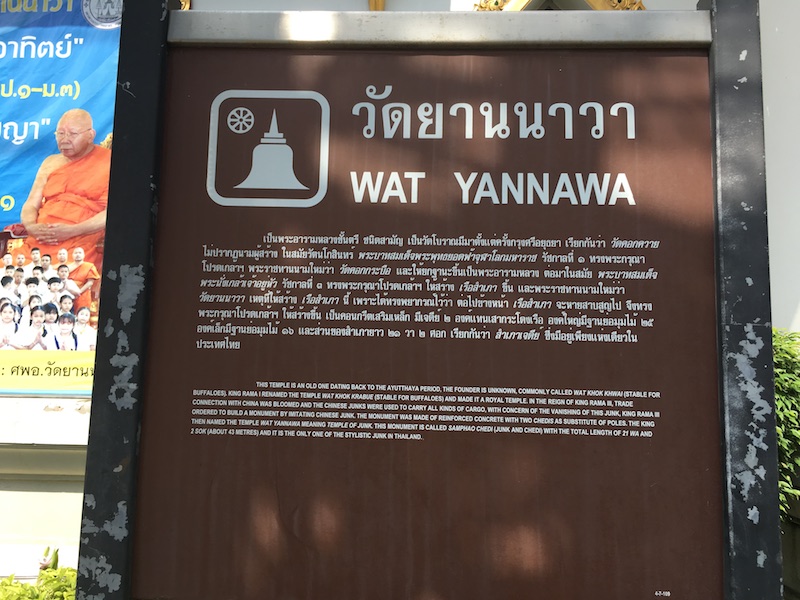 อาทิตย์"
ป.๑-ม.๓)
ญา"
๑
: ศพอ.วัดยานน
วัดยานนาวา
WAT YANNAWA
เป็นพระอารามหลวงชั้นตรี ชนิดสามัญ เป็นวัดโบราณมีมาตั้งแต่ครั้งกรุงศรีอยุธยา เรียกกันว่า วัดคอกควาย
ไม่ปรากฏนามผู้สร้าง ในสมัยรัตนโกสินทร์ พระบาทสมเด็จพระพุทธยอดฟ้าจุฬาโลกมหาราช รัชกาลที่ ๑ ทรงพระกรุณา
โปรดเกล้าฯ พระราชทานนามใหม่ว่า วัดคอกกระบือ และให้ยกฐานะขึ้นเป็นพระอารามหลวง ต่อมาในสมัย พระบาทสมเด็จ
พระนั่งเกล้าเจ้าอยู่หัว รัชกาลที่ ๓ ทรงพระกรุณาโปรดเกล้าฯ ให้สร้าง เรือสำเภา ขึ้น และพระราชทานนามใหม่ว่า
วัดยานนาวา เหตุที่ให้สร้าง เรือสำเภา นี้ เพราะได้ทรงพยากรณ์ไว้ว่า ต่อไปข้างหน้า เรือสำเภา จะหายสาบสูญไป จึงทรง
พระกรุณาโปรดเกล้าฯ ให้สร้างขึ้น เป็นคอนกรีตเสริมเหล็ก มีเจดีย์ ๒ องค์แทนเสากระโดงเรือ องค์ใหญ่มีฐานย่อมุมไม้ ๒๕
องค์เล็กมีฐานย่อมุมไม้ ๑๖ และส่วนของสำเภายาว ๒๑ วา ๒ ศอก เรียกกันว่า สำเภาเจดีย์ ซึ่งมีอยู่เพียงแห่งเดียวใน
ประเทศไทย
THIS TEMPLE IS AN OLD ONE DATING BACK TO THE AYUTTHAYA PERIOD, THE FOUNDER IS UNKNOWN, COMMONLY CALLED WAT KHOK KHWAI (STABLE FOR
BUFFALOES). KING RAMA I RENAMED THE TEMPLE WAT KHOK KRABUE (STABLE FOR BUFFALOES) AND MADE IT A ROYAL TEMPLE. IN THE REIGN OF RAMA III, TRADE
CONNECTION WITH CHINA WAS BLOOMED AND THE CHINESE JUNKS WERE USED TO CARRY ALL KINDS OF CARGO, WITH CONCERN OF THE VANISHING OF THIS JUNK, KING RAMA III
ORDERED TO BUILD A MONUMENT BY IMITATING CHINESE JUNK. THE MONUMENT WAS MADE OF REINFORCED CONCRETE WITH TWO CHEDIS AS SUBSTITUTE OF POLES. THE KING
THEN NAMED THE TEMPLE WAT YANNAWA MEANING TEMPLE OF JUNK. THIS MONUMENT IS CALLED SAMPHAO CHEDI (JUNK AND CHEDI) WITH THE TOTAL LENGTH OF 21 WA AND
2 SOK (ABOUT 43 METRES) AND IT IS THE ONLY ONE OF THE STYLISTIC JUNK IN THAILAND.
4-7-109